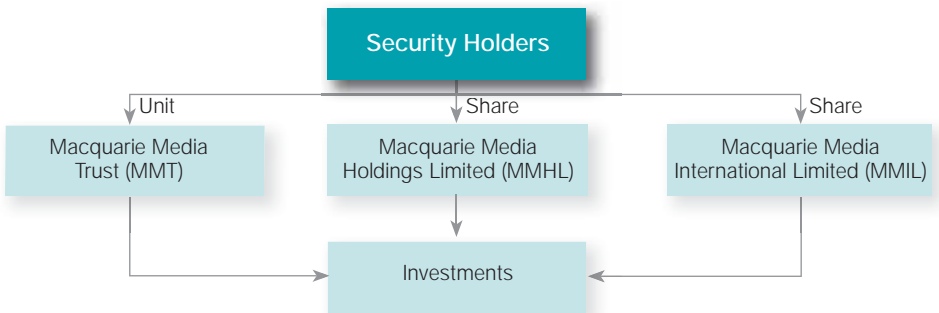 Security Holders
Unit
Share
Share
Macquarie Media
Trust (MMT)
Macquarie Media
Holdings Limited (MMHL)
Macquarie Media
International Limited (MMIL)
Investments